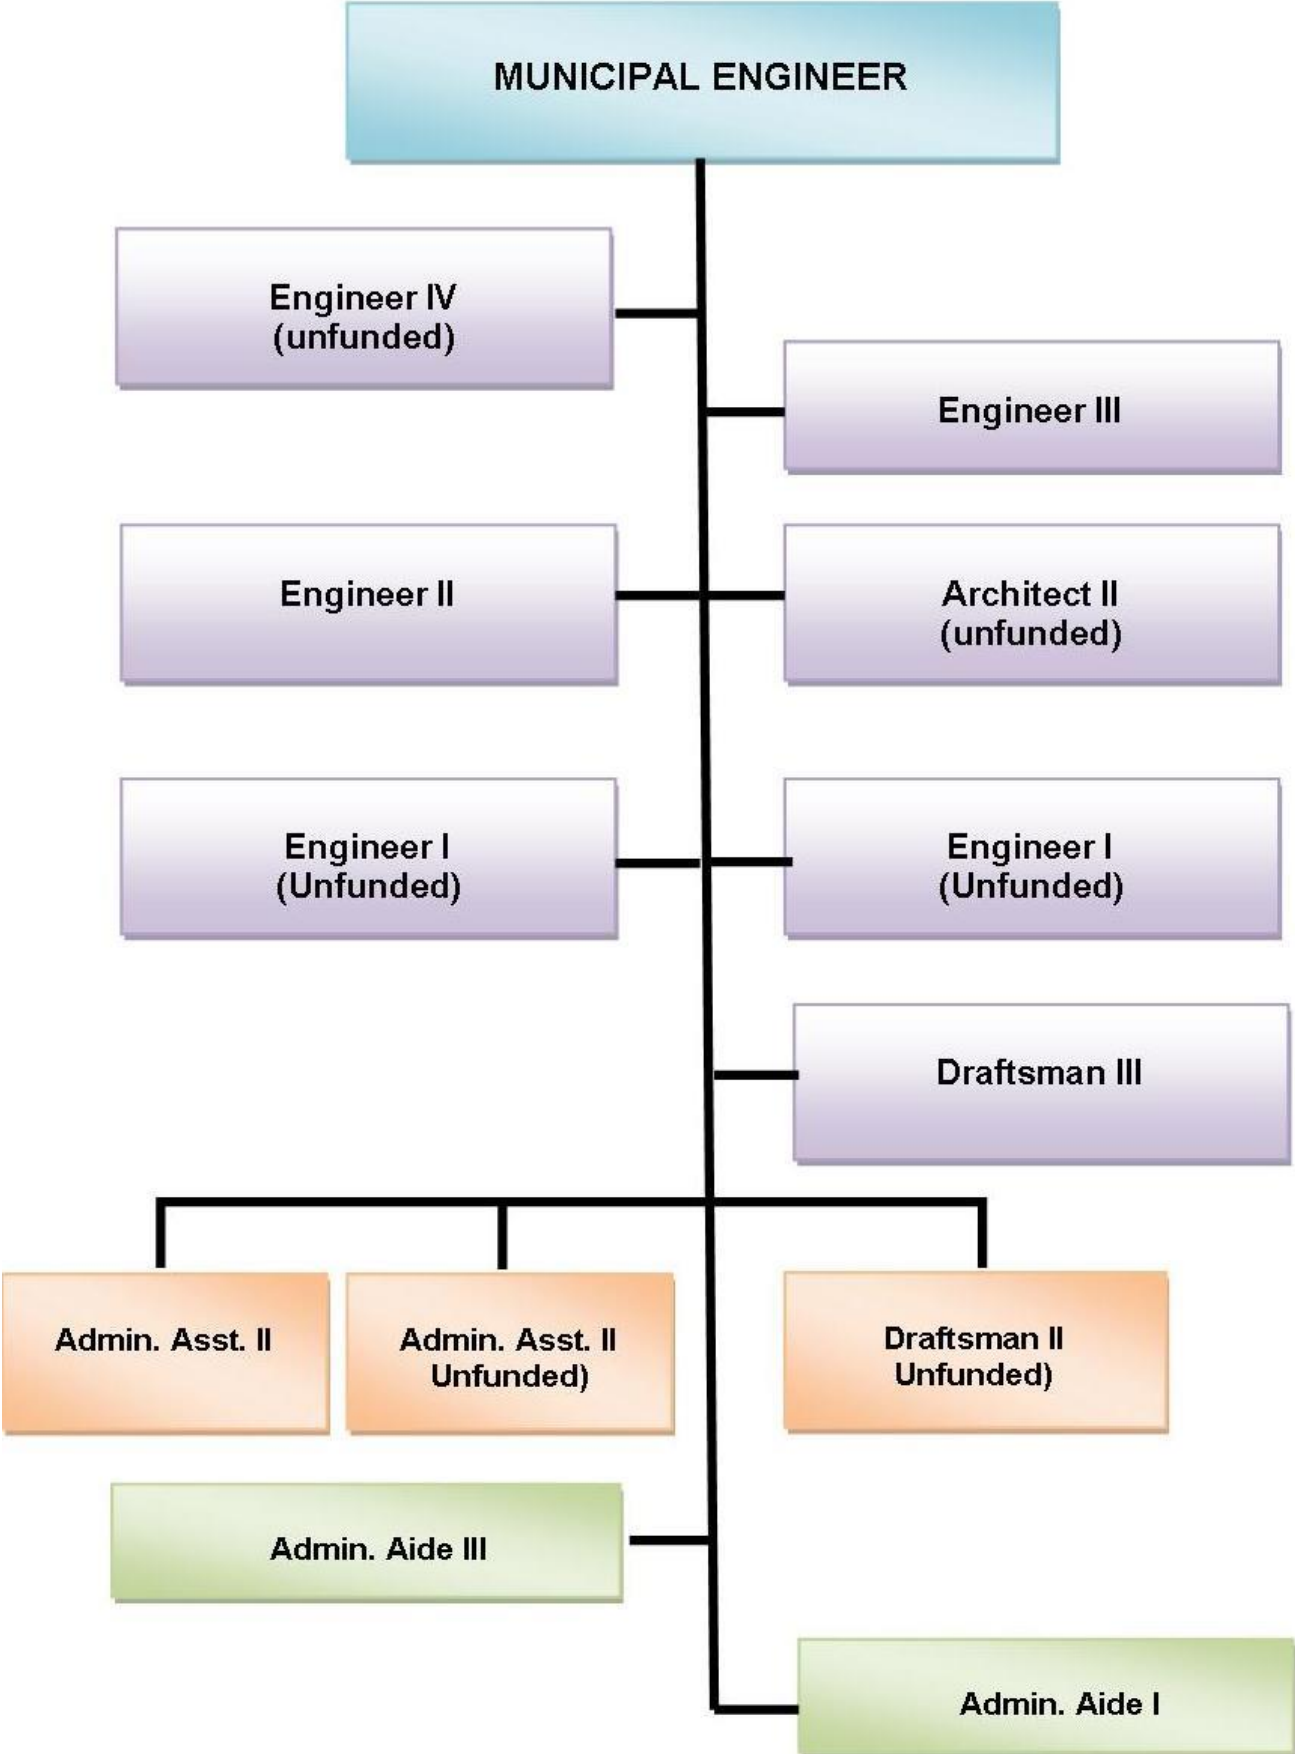 MUNICIPAL ENGINEER
Engineer IV
(unfunded)
Engineer III
Engineer II
Architect II
(unfunded)
Engineer I
(Unfunded)
Engineer I
(Unfunded)
Draftsman III
Admin. Asst. II
Admin. Asst. II
Unfunded)
Draftsman II
Unfunded)
Admin. Aide III
Admin. Aide I